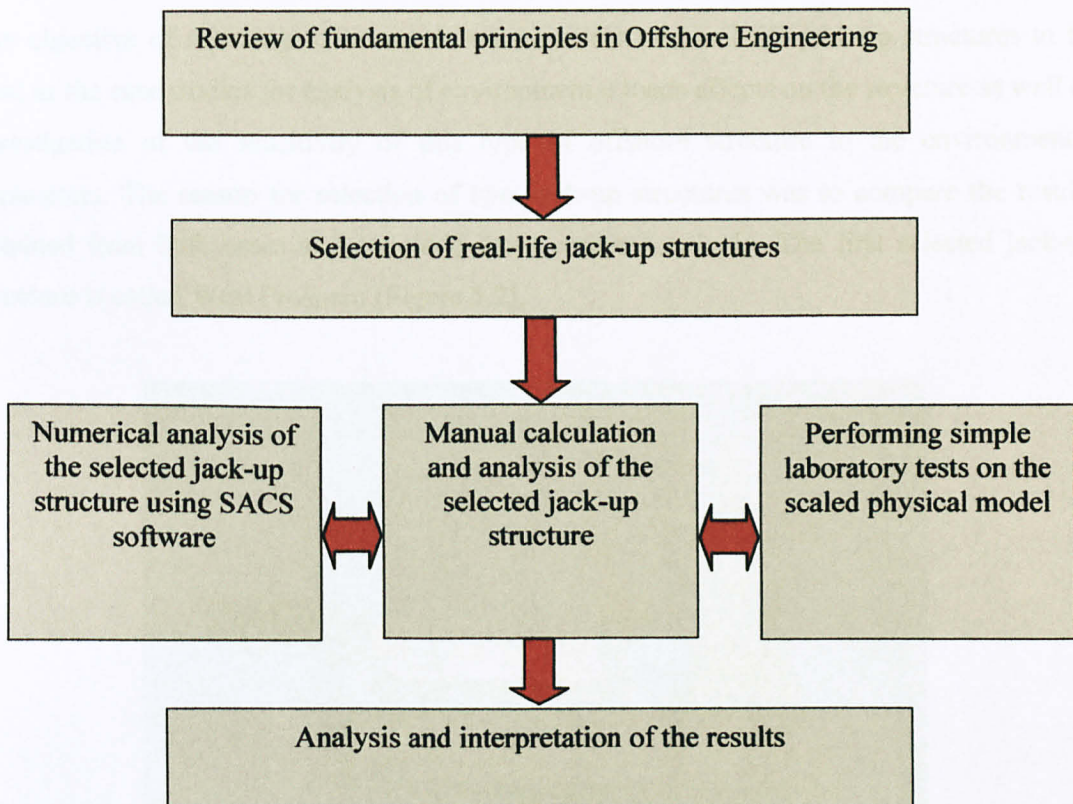 Review of fundamental principles in Offshore Engineering
Selection of real-life jack-up structures
Numerical analysis of
the selected jack-up
structure using SACS
software
Manual calculation
and analysis of the
selected jack-up
structure
Performing simple
laboratory tests on the
scaled physical model
Analysis and interpretation of the results